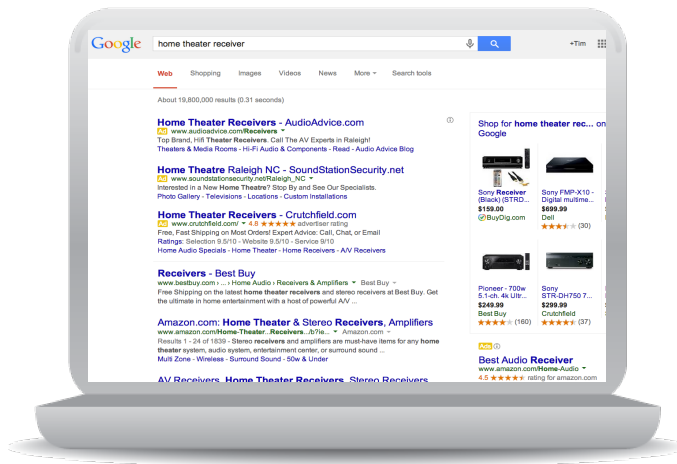 Google home theater receiver +Tim
Web Shopping Images Videos News More Search tools
About 19,800,000 results (0.31 seconds)
Home Theater Receivers - AudioAdvice.com
Ad www.audioadvice.com/Receivers
Top Brand, Hifi Theater Receivers. Call The AV Experts in Raleigh!
Theaters & Media Rooms - Hi-Fi Audio & Components - Read - Audio Advice Blog
Home Theatre Raleigh NC - SoundStationSecurity.net
Ad www.soundstationsecurity.net/Raleigh_NC
Interested in a New Home Theatre? Stop By and See Our Specialists.
Photo Gallery - Televisions - Locations - Custom Installations
Home Theater Receivers - Crutchfield.com
Ad www.crutchfield.com/ 4.8 ★★★★★ advertiser rating
Free, Fast Shipping on Most Orders! Expert Advice: Call, Chat, or Email
Ratings: Selection 9.5/10 - Website 9.5/10 - Service 9/10
Home Audio Specials - Home Theater - Home Receivers - A/V Receivers
Receivers - Best Buy
www.bestbuy.com › ... › Home Audio › Receivers & Amplifiers Best Buy
Free Shipping on the latest home theater receivers and stereo receivers at Best Buy. Get
the ultimate in home entertainment with a host of powerful A/V ...
Amazon.com: Home Theater & Stereo Receivers, Amplifiers
www.amazon.com/Home-Theater...Receivers.../b?ie... Amazon.com
Results 1 - 24 of 1839 - Stereo receivers and amplifiers are must-have items for any home
theater system, audio system, entertainment center, or surround sound ...
Multi Zone - Wireless - Surround Sound - 50w & Under
AV Receivers, Home Theater Receivers, Stereo Receivers
Shop for home theater rec... on
Google
Sony Receiver
(Black) (STRD...
$159.00
BuyDig.com
Sony FMP-X10 -
Digital multime...
$699.99
Dell
(30)
Pioneer - 700w
5.1-ch. 4k Ultr...
$249.99
Best Buy
(160)
Sony
STR-DH750 7...
$299.99
Crutchfield
(37)
Ads
Best Audio Receiver
www.amazon.com/Home-Audio
4.5 ★★★★★ rating for amazon.com